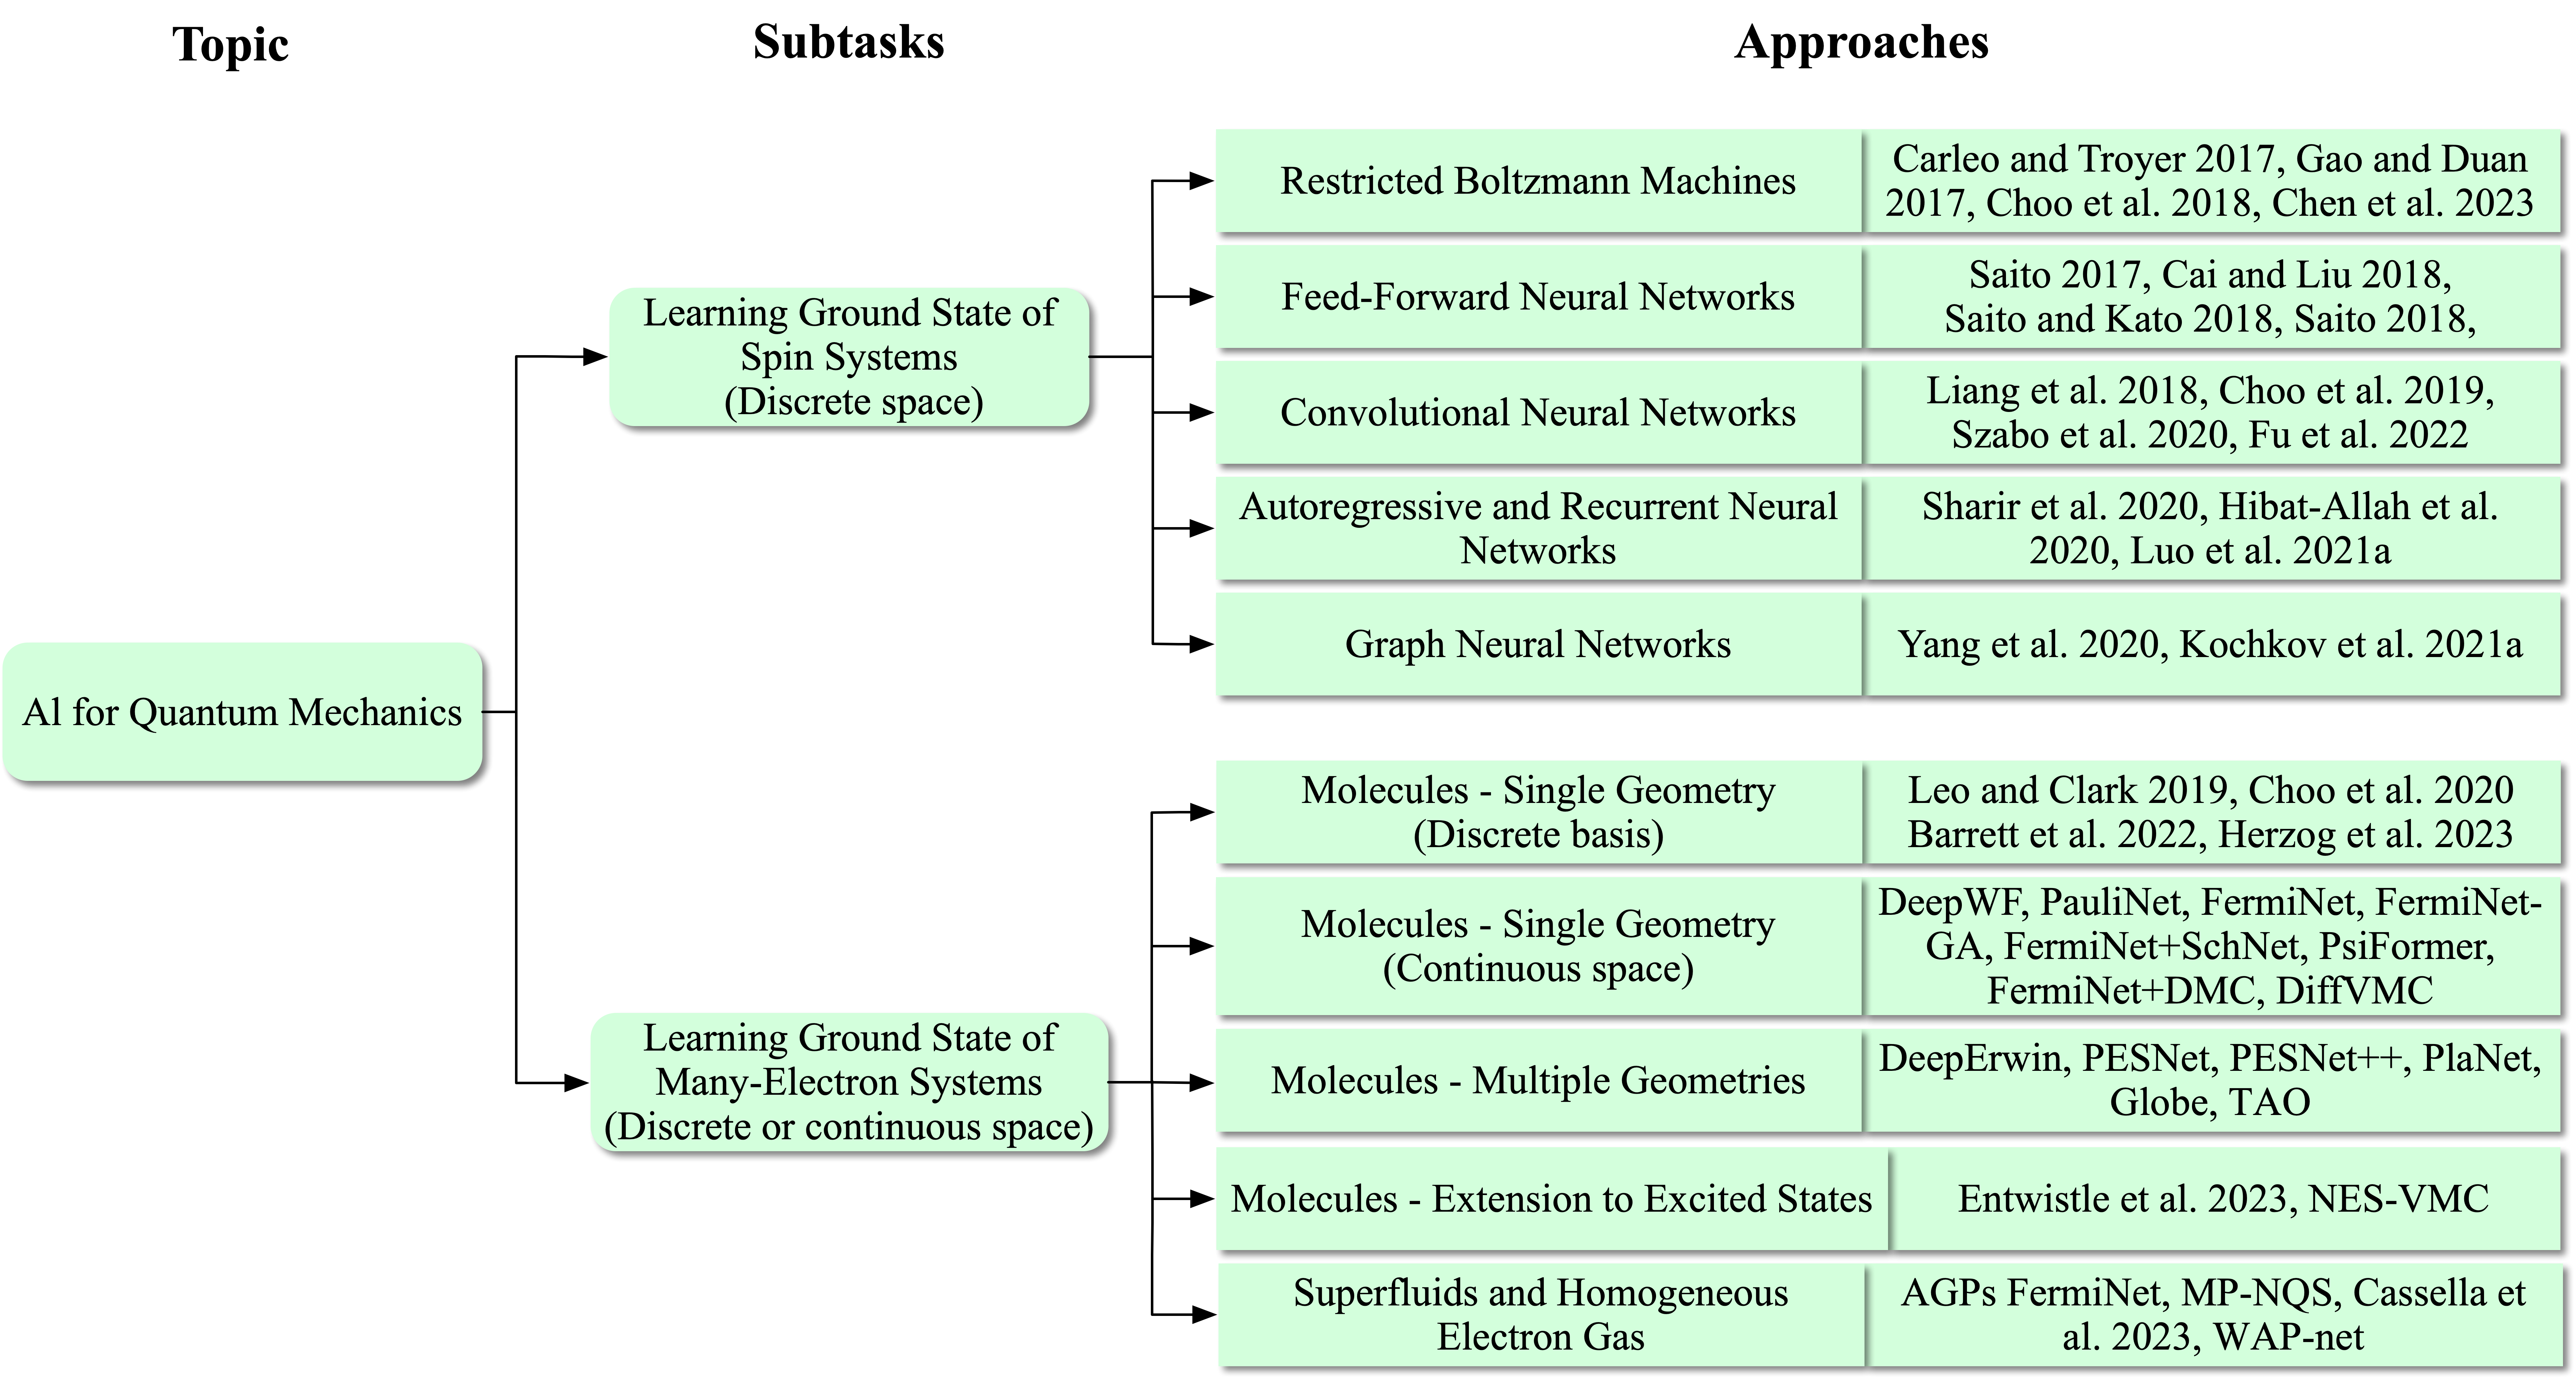 Topic
Subtasks
Approaches
Restricted Boltzmann Machines
Carleo and Troyer 2017, Gao and Duan
2017, Choo et al. 2018, Chen et al. 2023
Feed-Forward Neural Networks
Saito 2017, Cai and Liu 2018,
Saito and Kato 2018, Saito 2018,
Learning Ground State of
Spin Systems
(Discrete space)
Convolutional Neural Networks
Liang et al. 2018, Choo et al. 2019,
Szabo et al. 2020, Fu et al. 2022
Autoregressive and Recurrent Neural
Networks
Sharir et al. 2020, Hibat-Allah et al.
2020, Luo et al. 2021a
Graph Neural Networks
Yang et al. 2020, Kochkov et al. 2021a
Al for Quantum Mechanics
Molecules - Single Geometry
(Discrete basis)
Leo and Clark 2019, Choo et al. 2020
Barrett et al. 2022, Herzog et al. 2023
Molecules - Single Geometry
(Continuous space)
DeepWF, PauliNet, FermiNet, FermiNet-
GA, FermiNet+SchNet, PsiFormer,
FermiNet+DMC, DiffVMC
Learning Ground State of
Many-Electron Systems
(Discrete or continuous space)
Molecules - Multiple Geometries
DeepErwin, PESNet, PESNet++, PlaNet,
Globe, TAO
Molecules - Extension to Excited States
Entwistle et al. 2023, NES-VMC
Superfluids and Homogeneous
Electron Gas
AGPs FermiNet, MP-NQS, Cassella et
al. 2023, WAP-net